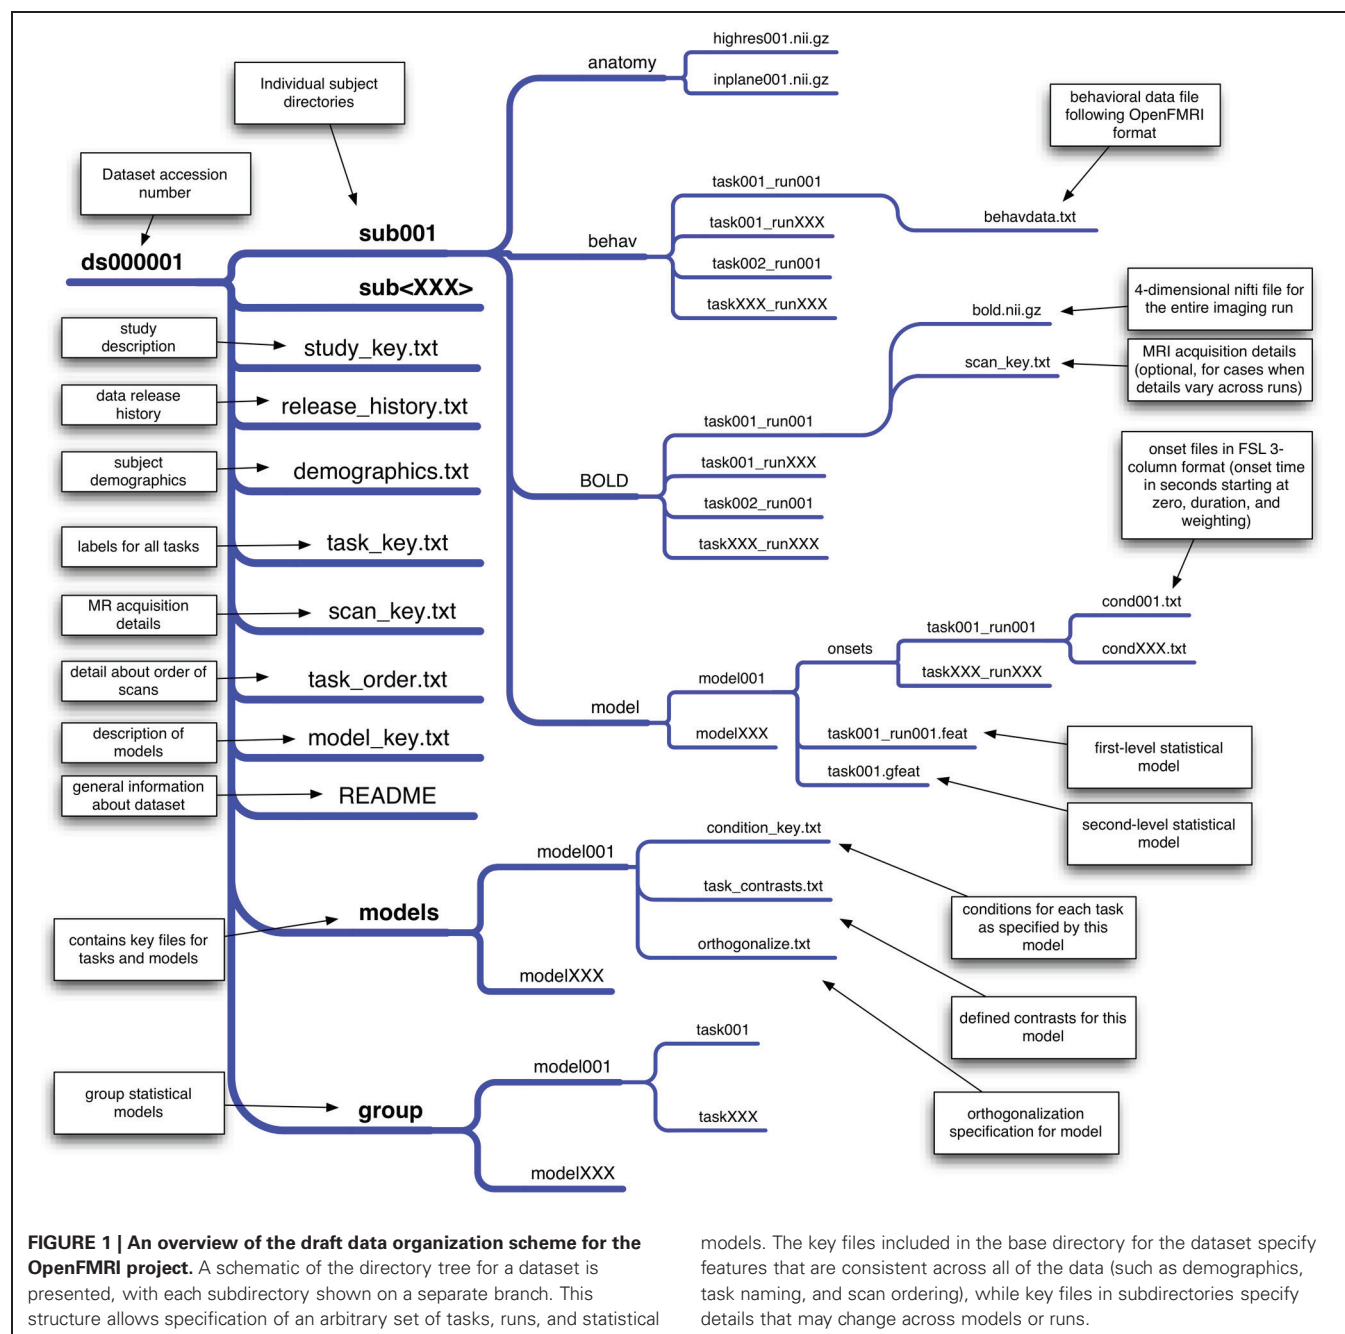 highres001.nii.gz
anatomy
inplane001.nii.gz
Individual subject
directories
behavioral data file
following OpenFMRI
format
Dataset accession
number
task001_run001
behavdata.txt
task001_runXXX
sub001
behav
ds000001
task002_run001
sub<XXX>
taskXXX_runXXX
4-dimensional nifti file for
the entire imaging run
bold.nii.gz
study
description
study_key.txt
scan_key.txt
MRI acquisition details
(optional, for cases when
details vary across runs)
data release
history
release_history.txt
task001_run001
subject
demographics
demographics.txt
task001_runXXX
BOLD
task002_run001
taskXXX_runXXX
onset files in FSL 3-
column format (onset time
in seconds starting at
zero, duration, and
weighting)
labels for all tasks
task_key.txt
MR acquisition
details
scan_key.txt
cond001.txt
task001_run001
condXXX.txt
onsets
taskXXX_runXXX
detail about order of
scans
task_order.txt
model001
model
modelXXX
task001_run001.feat
first-level statistical
model
description of
models
model_key.txt
task001.gfeat
second-level statistical
model
general information
about dataset
README
condition_key.txt
model001
task_contrasts.txt
models
orthogonalize.txt
conditions for each task
as specified by this
model
contains key files for
tasks and models
modelXXX
defined contrasts for this
model
task001
model001
group statistical
models
group
taskXXX
orthogonalization
specification for model
modelXXX
FIGURE 1 | An overview of the draft data organization scheme for the
OpenFMRI project. A schematic of the directory tree for a dataset is
presented, with each subdirectory shown on a separate branch. This
structure allows specification of an arbitrary set of tasks, runs, and statistical
models. The key files included in the base directory for the dataset specify
features that are consistent across all of the data (such as demographics,
task naming, and scan ordering), while key files in subdirectories specify
details that may change across models or runs.